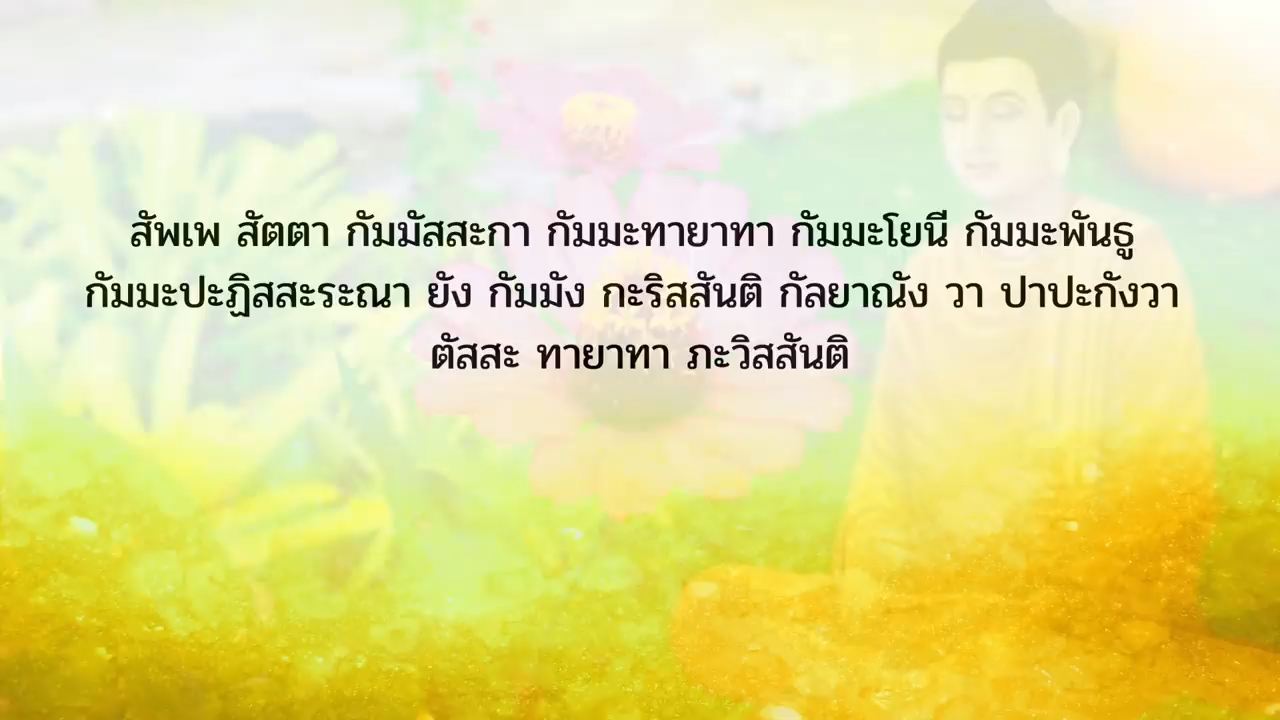 สัพเพ สัตตา กัมมัสสะกา กัมมะทายาทา กัมมะโยนี กัมมะพันธู
กัมมะปะฏิสสะระณา ยัง กัมมัง กะริสสันติ กัลยาณัง วา ปาปะกังวา
ตัสสะ ทายาทา ภะวิสสันติ